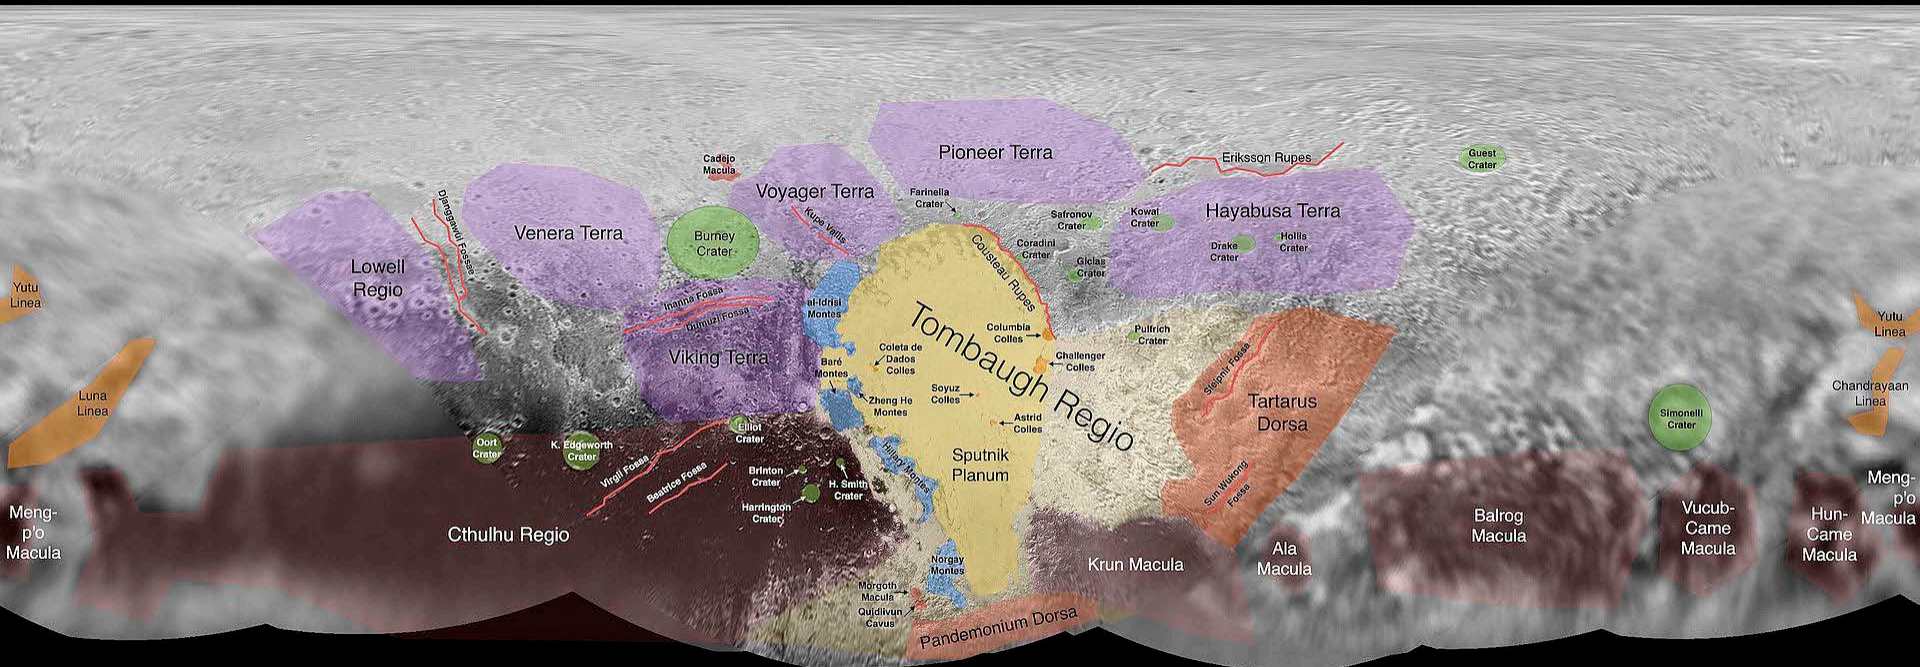 Pioneer Terra
Eriksson Rupes
Guest
Crater
Cadejo
Macula
Voyager Terra
Farinella
Crater
Kupe Vallis
Djanggawul Fossae
Venera Terra
Burney
Crater
Safronov
Crater
Kowal
Crater
Hayabusa Terra
Drake
Crater
Hollis
Crater
Coradini
Crater
Giclas
Crater
Cousteau Rupes
Lowell
Regio
Yutu
Linea
Inanna Fossa
Dumuzi Fossa
al-Idrisi
Montes
Tombaugh Regio
Columbia
Colles
Pulfrich
Crater
Challenger
Colles
Yutu
Linea
Viking Terra
Baré
Montes
Coleta de
Dados
Colles
Soyuz
Colles
Zheng He
Montes
Astrid
Colles
Sleipnir Fossa
Tartarus
Dorsa
Chandrayaan
Linea
Luna
Linea
Simonelli
Crater
Oort
Crater
K. Edgeworth
Crater
Elliot
Crater
Virgil Fossa
Beatrice Fossa
Brinton
Crater
H. Smith
Crater
Harrington
Crater
Hillary Montes
Sputnik
Planum
Sun Wukong
Fossa
Meng-
p'o
Macula
Cthulhu Regio
Norgay
Montes
Krun Macula
Ala
Macula
Balrog
Macula
Vucub-
Came
Macula
Hun-
Came
Macula
Meng-
p'o
Macula
Morgoth
Macula
Qujdlivun
Cavus
Pandemonium Dorsa